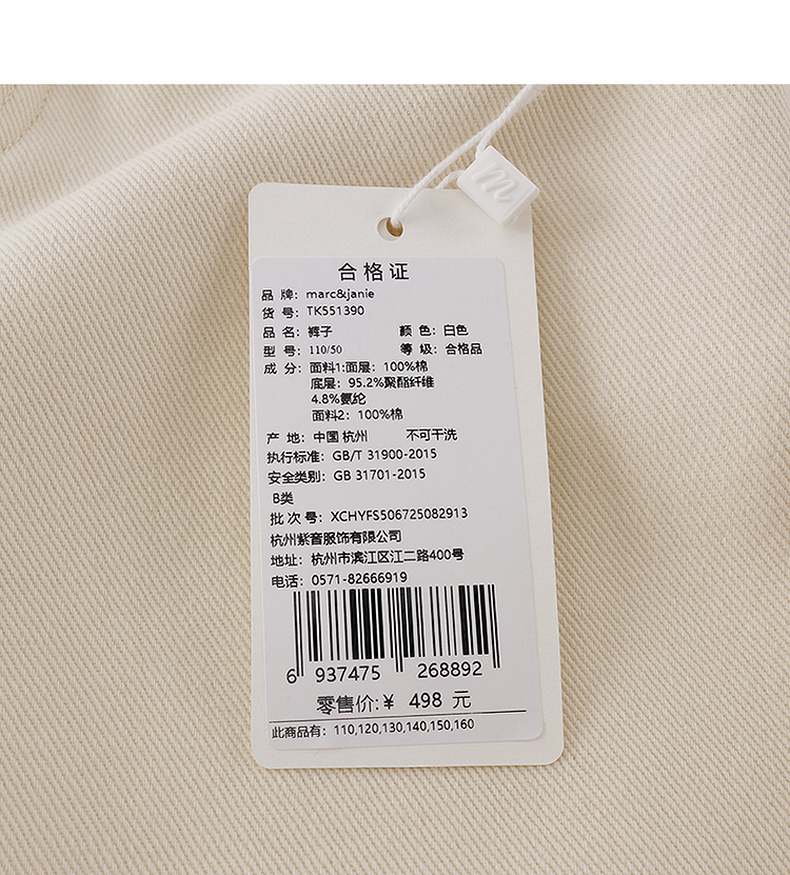 m
合格证
品 牌：marc&janie
货 号：TK551390
品 名：裤子 颜 色：白色
型 号：110/50 等 级：合格品
成 分：面料1:面层：100%棉
底层：95.2%聚酯纤维
4.8%氨纶
面料2：100%棉
产 地：中国 杭州 不可干洗
执行标准：GB/T 31900-2015
安全类别：GB 31701-2015
B类
批 次 号：XCHYFS506725082913
杭州紫音服饰有限公司
地址：杭州市滨江区江二路400号
电话：0571-82666919
6 937475 268892
零售价:￥ 498 元
此商品有：110,120,130,140,150,160